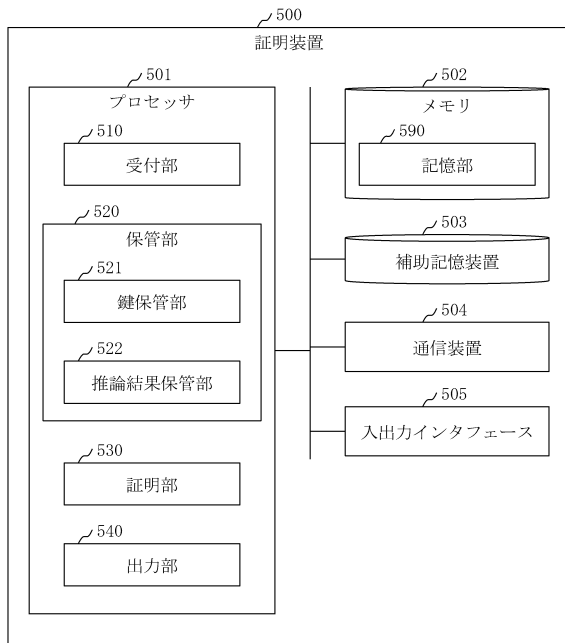 500
証明装置
501
プロセッサ
510
受付部
520
保管部
521
鍵保管部
522
推論結果保管部
530
証明部
540
出力部
502
メモリ
590
記憶部
503
補助記憶装置
504
通信装置
505
入出力インタフェース